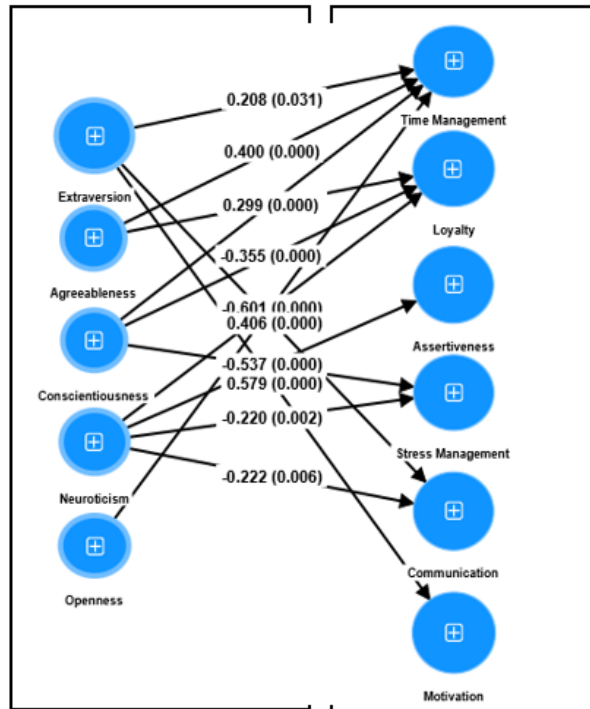 0.208 (0.031)
Time Management
0.400 (0.000)
Extraversion
0.299 (0.000)
Loyalty
-0.355 (0.000)
Agreeableness
-0.601 (0.000)
0.406 (0.000)
Assertiveness
-0.537 (0.000)
0.579 (0.000)
Conscientiousness
-0.220 (0.002)
Stress Management
-0.222 (0.006)
Neuroticism
Communication
Openness
Motivation